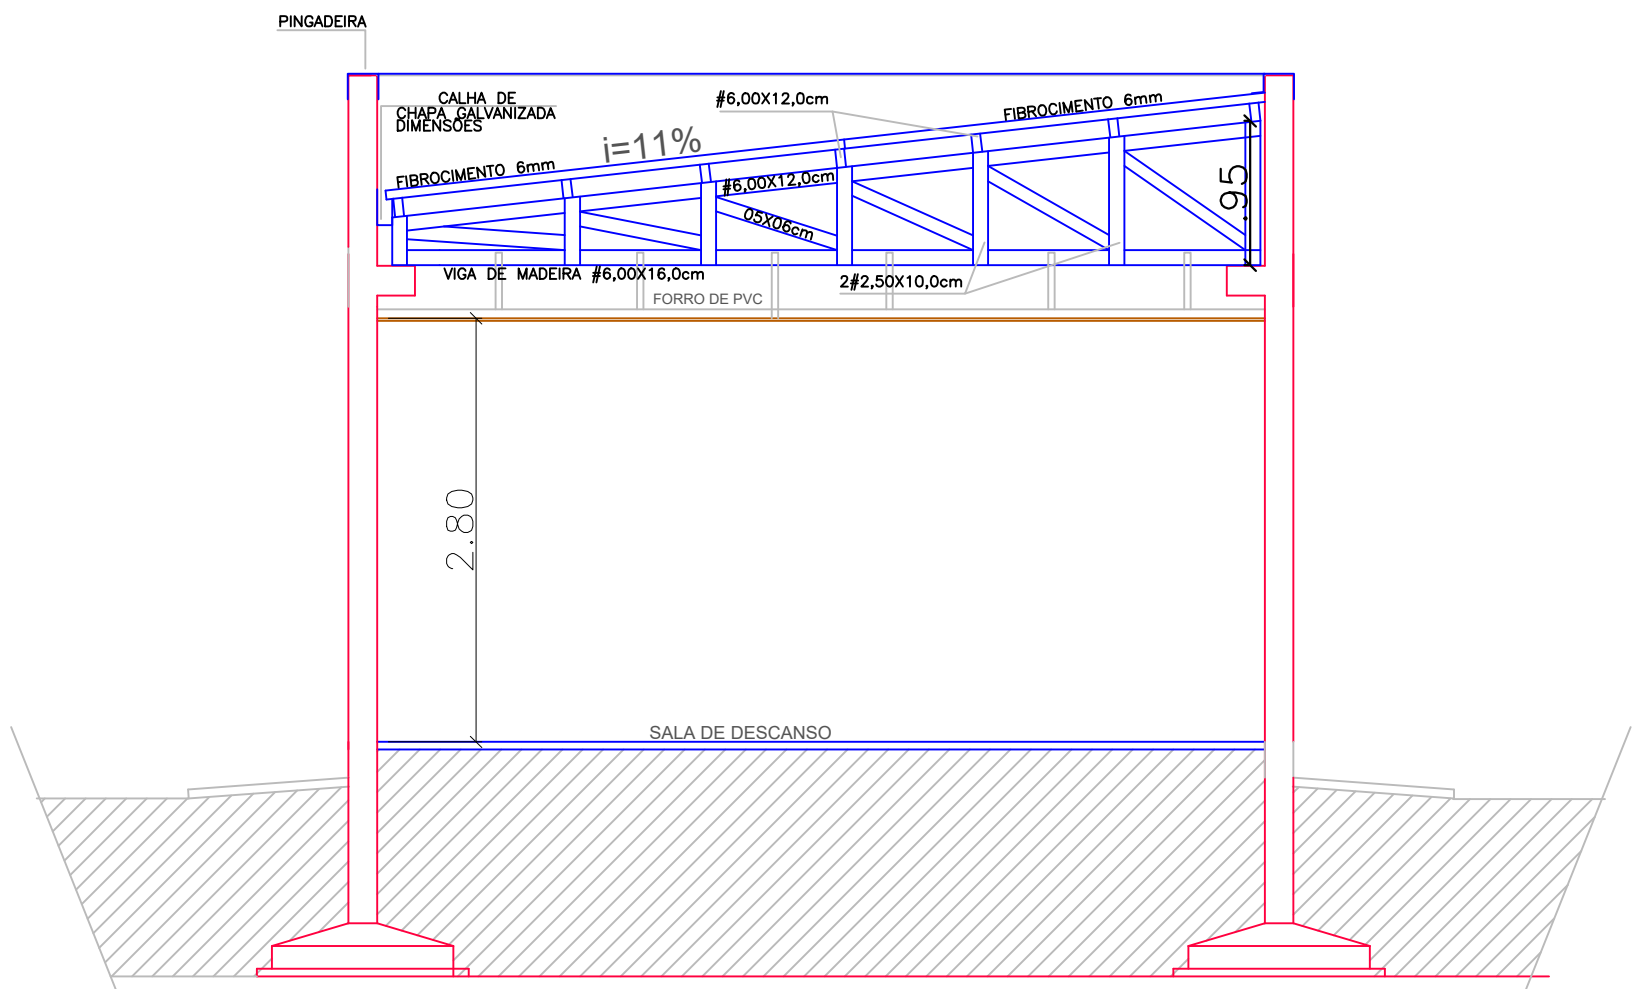 PINGADEIRA
CALHA DE
CHAPA GALVANIZADA
DIMENSÕES
#6,00X12,0cm
FIBROCIMENTO 6mm
i=11%
FIBROCIMENTO 6mm
#6,00X12,0cm
.95
05X06cm
VIGA DE MADEIRA #6,00X16,0cm
2#2,50X10,0cm
FORRO DE PVC
2.80
SALA DE DESCANSO